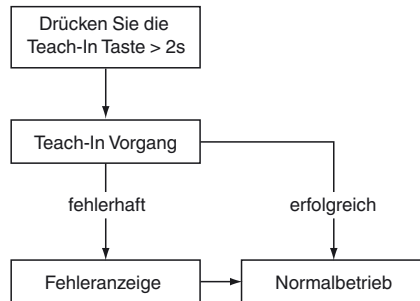 Drücken Sie die
Teach-In Taste > 2s
Teach-In Vorgang
fehlerhaft
erfolgreich
Fehleranzeige
Normalbetrieb